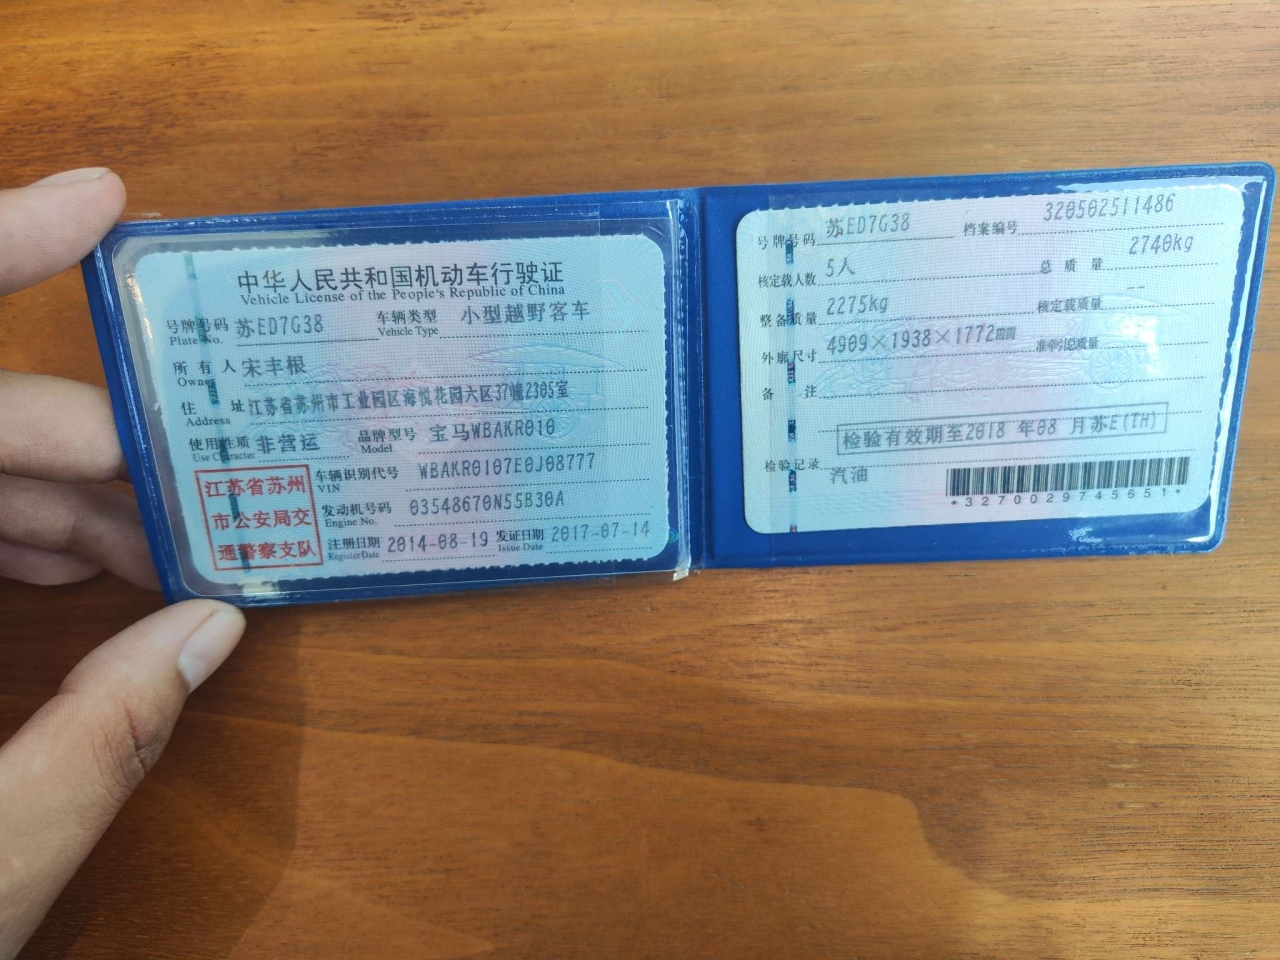 中华人民共和国机动车行驶证
Vehicle License of the People's Republic of China
号牌号码 苏ED7G38 车辆类型 小型越野客车
Plate No. Vehicle Type
所有人 宋丰根
Owner
住址 江苏省苏州市工业园区海悦花园六区37幢2305室
Address
使用性质 非营运 品牌型号 宝马WBAKR010
Use Character Model
江苏省苏州
市公安局交
通警察支队
车辆识别代号 WBAKR0107E0J08777
VIN
发动机号码 03548670N55B30A
Engine No.
注册日期 2014-08-19 发证日期 2017-07-14
Register Date Issue Date
号牌号码 苏ED7G38 档案编号 320502511486
核定载人数 5人 总质量 2740kg
整备质量 2275kg 核定载质量 --
外廓尺寸 4909×1938×1772mm 准牵引总质量
备注
检验有效期至2018 年08 月苏E(TH)
检验记录
汽油
*3270029745651*